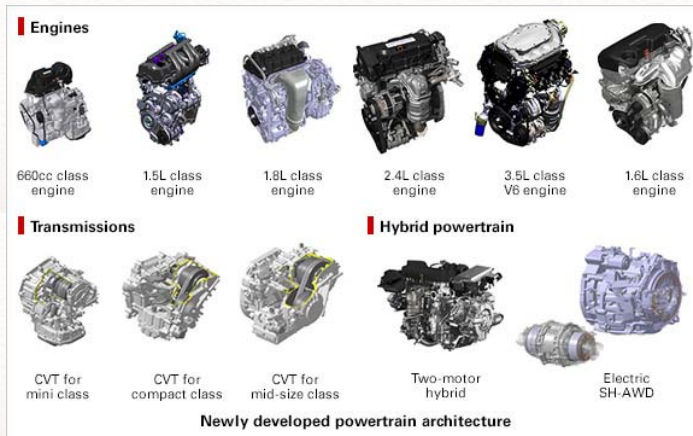 Engines
660cc class
engine
1.5L class
engine
1.8L class
engine
2.4L class
engine
3.5L class
V6 engine
1.6L class
engine
Transmissions
CVT for
mini class
CVT for
compact class
CVT for
mid-size class
Hybrid powertrain
Two-motor
hybrid
Electric
SH-AWD
Newly developed powertrain architecture